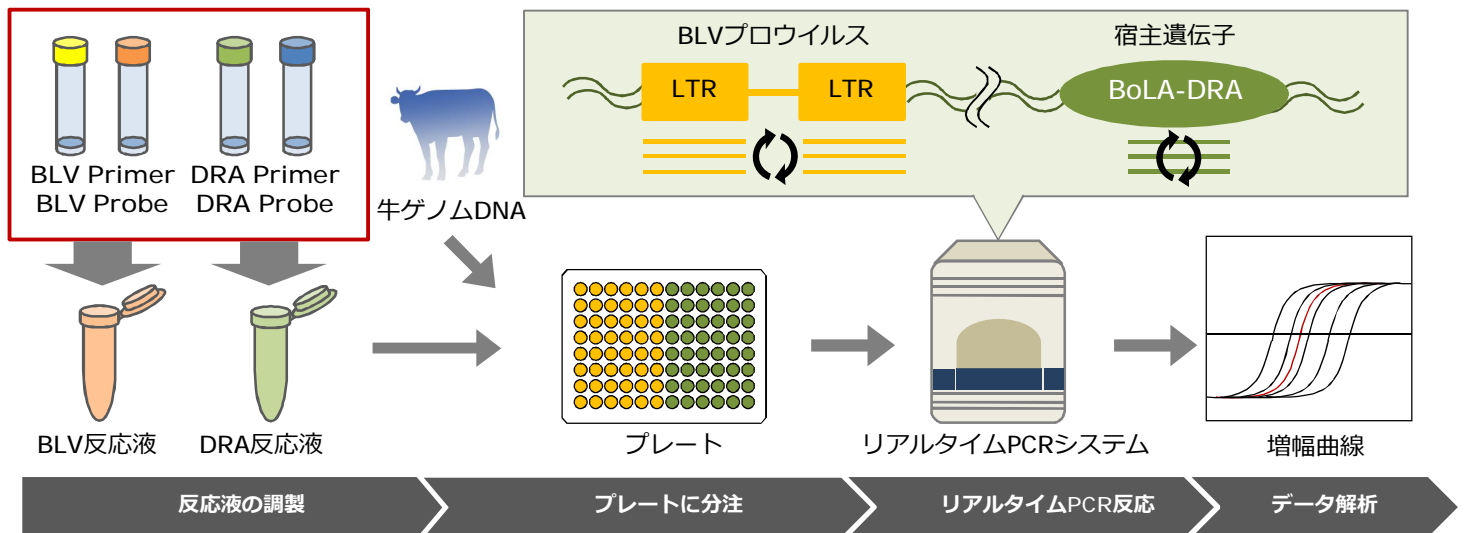 BLVプロウイルス
宿主遺伝子
LTR
LTR
BoLA-DRA
BLV Primer
BLV Probe
DRA Primer
DRA Probe
牛ゲノムDNA
BLV反応液
DRA反応液
プレート
リアルタイムPCRシステム
増幅曲線
反応液の調製
プレートに分注
リアルタイムPCR反応
データ解析